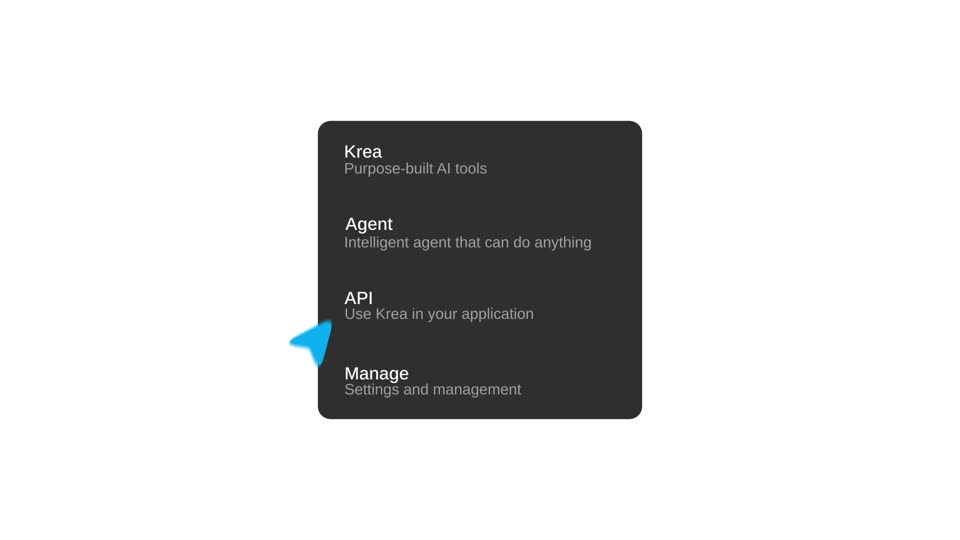 Krea
Purpose-built AI tools
Agent
Intelligent agent that can do anything
API
Use Krea in your application
Manage
Settings and management